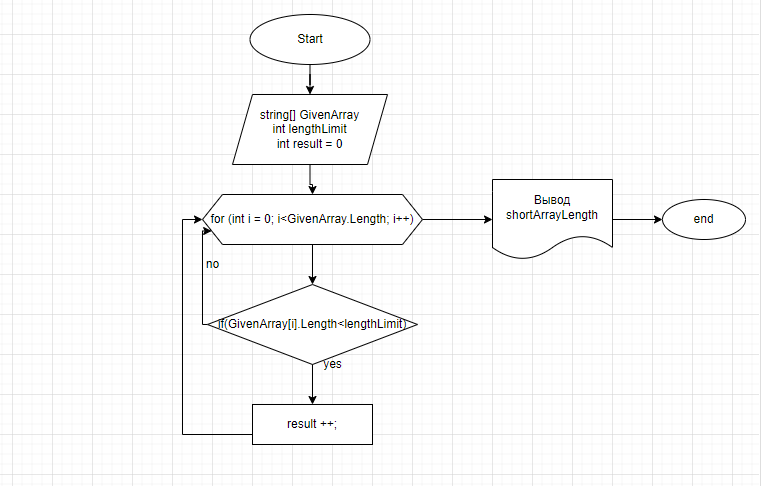 Start
string[] GivenArray
int lengthLimit
int result = 0
for (int i = 0; i<GivenArray.Length; i++)
Вывод
shortArrayLength
end
no
if(GivenArray[i].Length<lengthLimit)
yes
result ++;